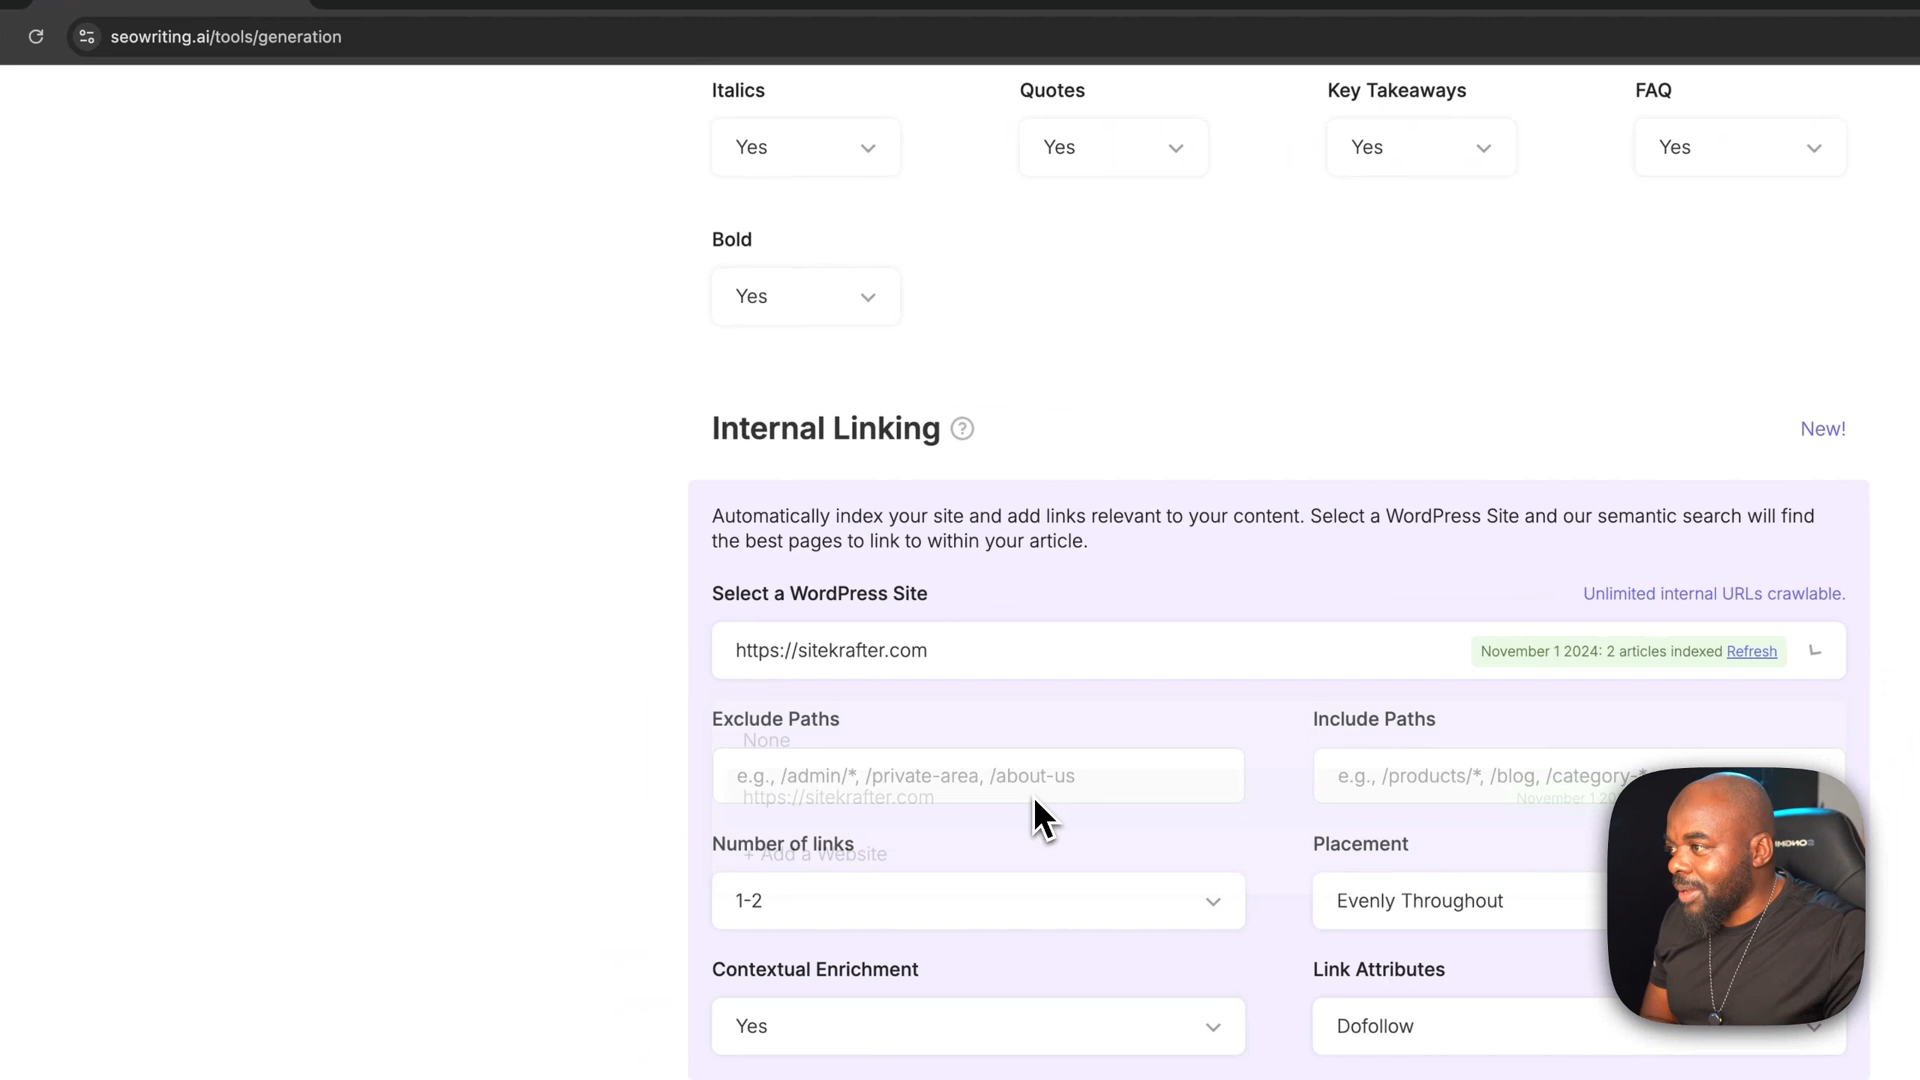 seowriting.ai/tools/generation
Italics
Quotes
Key Takeaways
FAQ
Yes
Yes
Yes
Yes
Bold
Yes
Internal Linking ?
New!
Automatically index your site and add links relevant to your content. Select a WordPress Site and our semantic search will find
the best pages to link to within your article.
Select a WordPress Site
Unlimited internal URLs crawlable.
https://sitekrafter.com
November 1 2024: 2 articles indexed Refresh
Exclude Paths
Include Paths
None
e.g., /admin/*, /private-area, /about-us
e.g., /products/*, /blog, /category-*
https://sitekrafter.com
November 1
Number of links
Placement
+ Add a Website
1-2
Evenly Throughout
Contextual Enrichment
Link Attributes
Yes
Dofollow